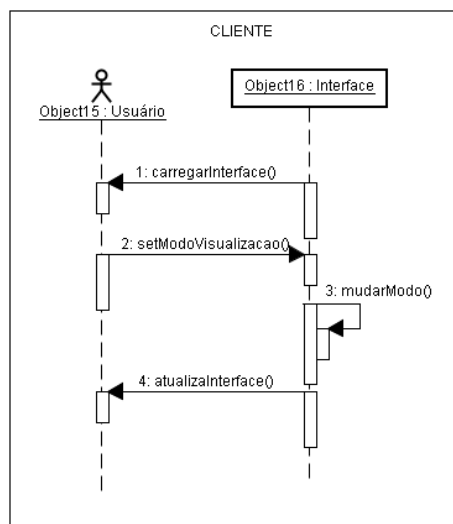 CLIENTE
Object15 : Usuário
Object16 : Interface
1: carregarInterface()
2: setModoVisualizacao()
3: mudarModo()
4: atualizaInterface()